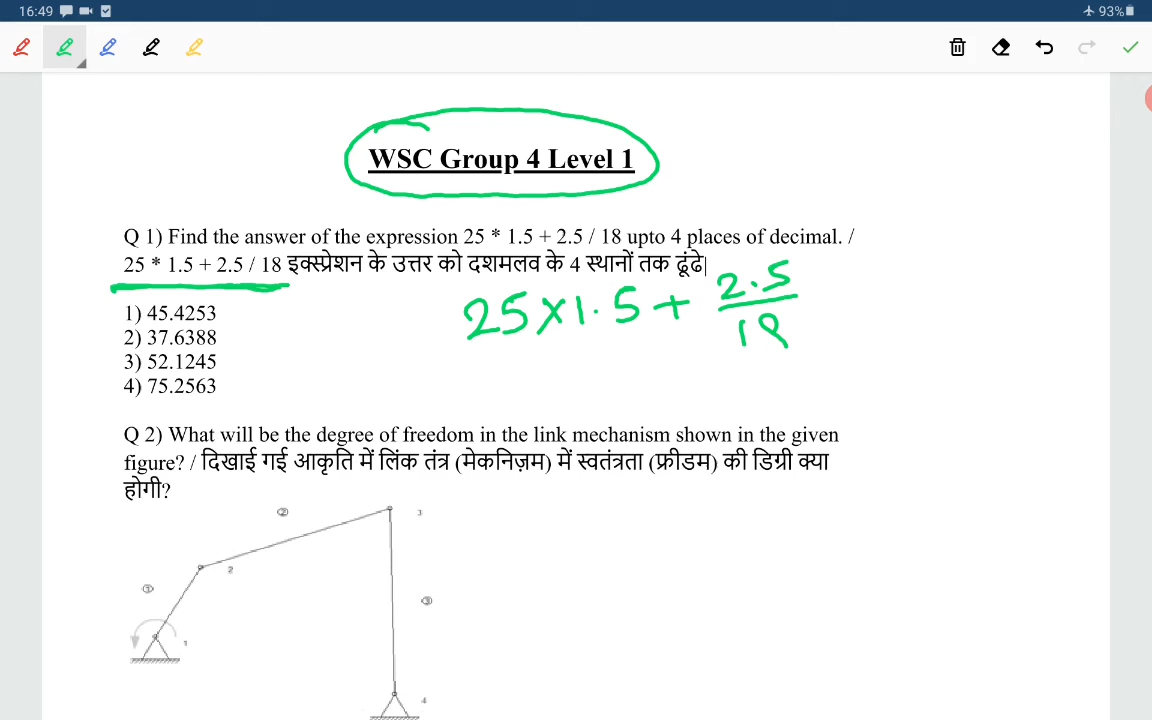 16:49
93%
WSC Group 4 Level 1
Q 1) Find the answer of the expression 25 * 1.5 + 2.5 / 18 upto 4 places of decimal. /
25 * 1.5 + 2.5 / 18 इक्स्प्रेशन के उत्तर को दशमलव के 4 स्थानों तक ढूंढे|
25 × 1.5 + 2.5/18
1) 45.4253
2) 37.6388
3) 52.1245
4) 75.2563
Q 2) What will be the degree of freedom in the link mechanism shown in the given
figure? / दिखाई गई आकृति में लिंक तंत्र (मेकनिज़म) में स्वतंत्रता (फ्रीडम) की डिग्री क्या
होगी?
② 3
2
①
③
1
4